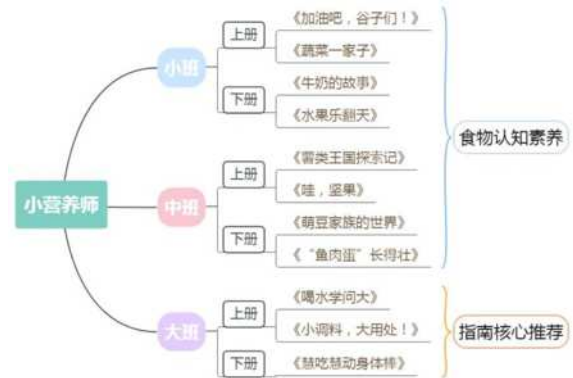 小营养师
小班
上册
《加油吧，谷子们！》
《蔬菜一家子》
下册
《牛奶的故事》
《水果乐翻天》
中班
上册
《薯类王国探索记》
《哇，坚果》
下册
《萌豆家族的世界》
《“鱼肉蛋”长得壮》
食物认知素养
大班
上册
《喝水学问大》
《小调料，大用处！》
下册
《慧吃慧动身体棒》
指南核心推荐